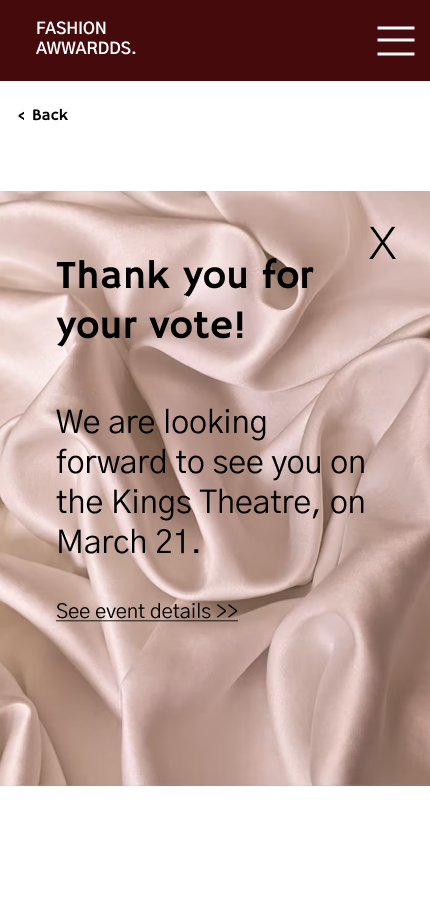 FASHION
AWWARDDS.
< Back
X
Thank you for
your vote!
We are looking
forward to see you on
the Kings Theatre, on
March 21.
See event details >>